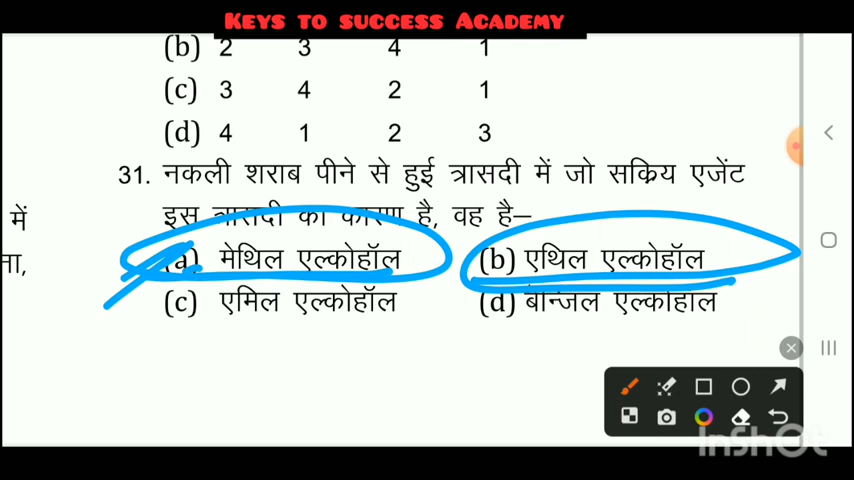 KEYS TO SUCCESS ACADEMY
(b) 2 3 4 1
(c) 3 4 2 1
(d) 4 1 2 3
31. नकली शराब पीने से हुई त्रासदी में जो सक्रिय एजेंट
में
इस त्रासदी का कारण है, वह है–
ना,
(a) मेथिल एल्कोहॉल (b) एथिल एल्कोहॉल
(c) एमिल एल्कोहॉल (d) बेन्जिल एल्कोहॉल
InShOt